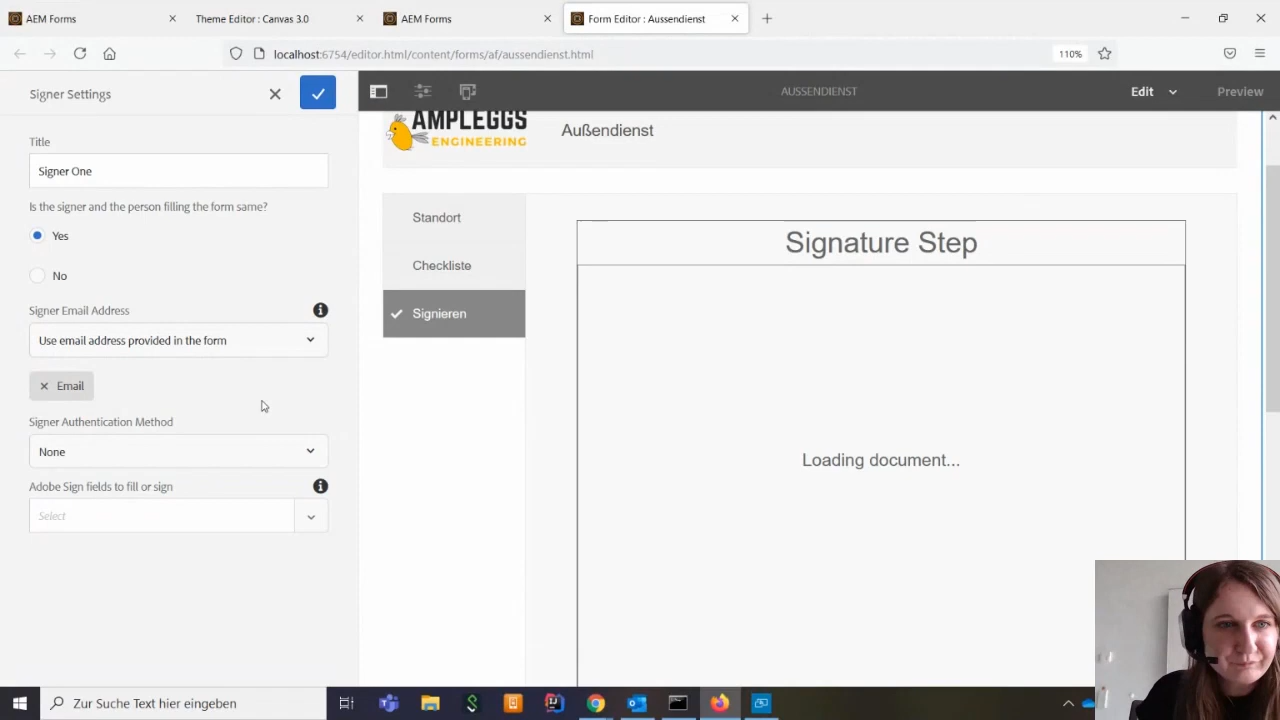 AEM Forms
Theme Editor : Canvas 3.0
AEM Forms
Form Editor : Aussendienst
localhost:6754/editor.html/content/forms/af/aussendienst.html
110%
Signer Settings
AUSSENDIENST
Edit
Preview
AMPLEGGS
ENGINEERING
Außendienst
Title
Signer One
Is the signer and the person filling the form same?
Yes
No
Signer Email Address
Use email address provided in the form
Email
Signer Authentication Method
None
Adobe Sign fields to fill or sign
Select
Standort
Checkliste
Signieren
Signature Step
Loading document...
Zur Suche Text hier eingeben